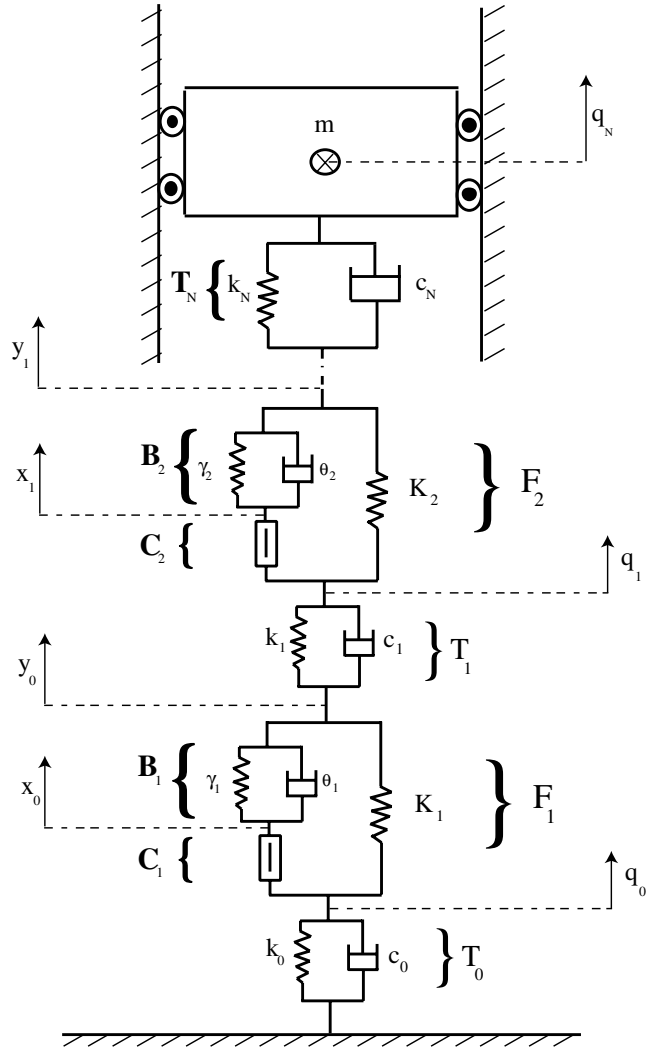 m
q_N
T_N { k_N c_N
y_1
B_2 { γ_2 θ_2
x_1
K_2 } F_2
C_2 {
q_1
k_1 c_1 } T_1
y_0
B_1 { γ_1 θ_1
x_0
K_1 } F_1
C_1 {
q_0
k_0 c_0 } T_0